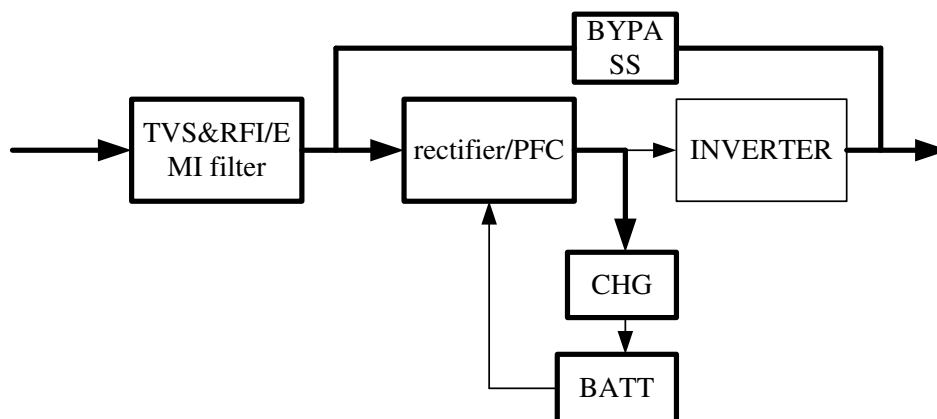 BYPA
SS
TVS&RFI/E
MI filter
rectifier/PFC
INVERTER
CHG
BATT